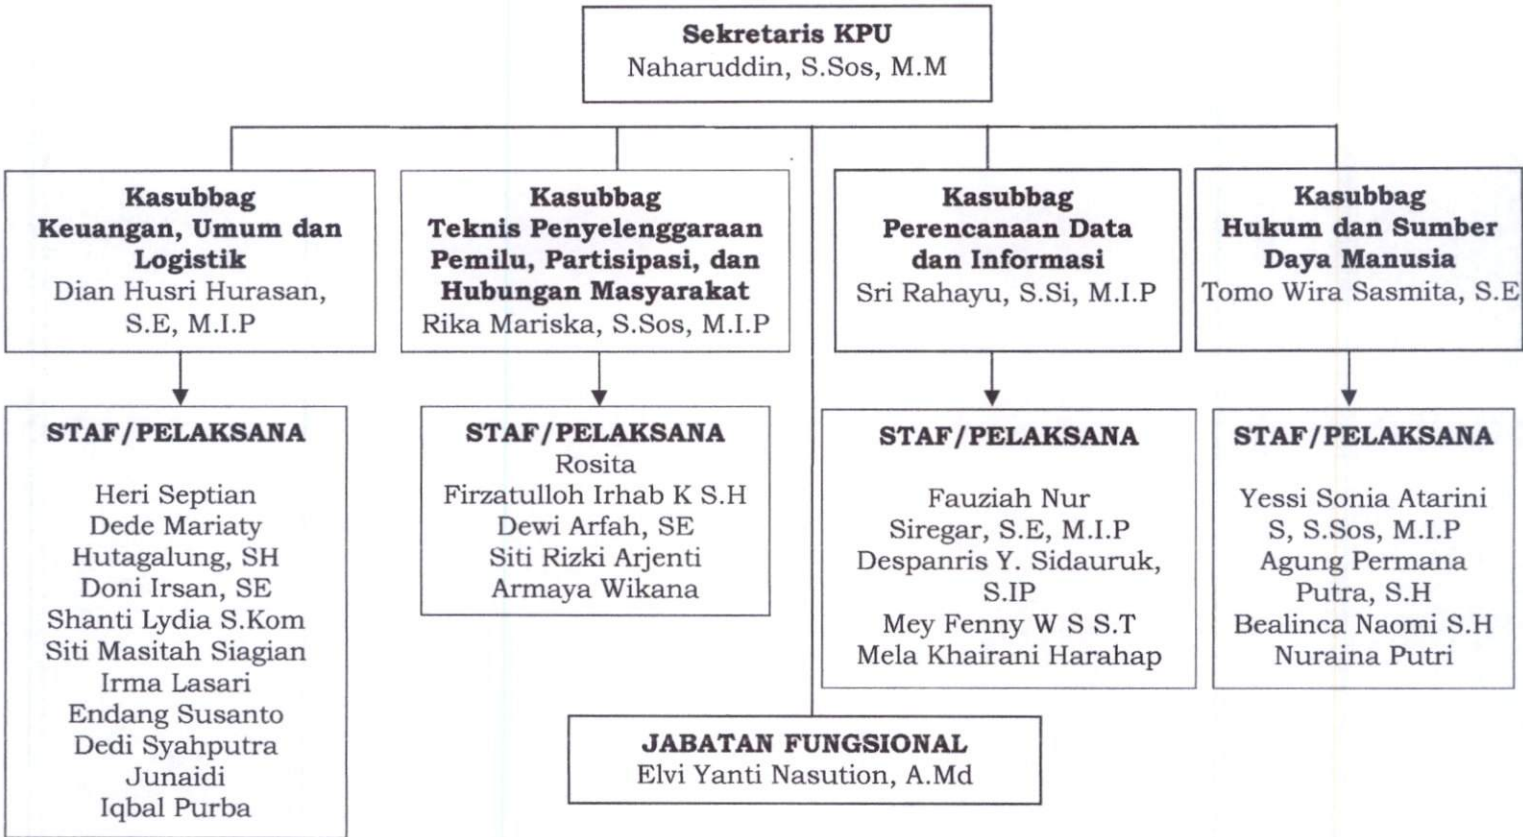 Sekretaris KPU
Naharuddin, S.Sos, M.M
Kasubbag
Keuangan, Umum dan
Logistik
Dian Husri Hurasan,
S.E, M.I.P
Kasubbag
Teknis Penyelenggaraan
Pemilu, Partisipasi, dan
Hubungan Masyarakat
Rika Mariska, S.Sos, M.I.P
Kasubbag
Perencanaan Data
dan Informasi
Sri Rahayu, S.Si, M.I.P
Kasubbag
Hukum dan Sumber
Daya Manusia
Tomo Wira Sasmita, S.E
STAF/PELAKSANA
Heri Septian
Dede Mariaty
Hutagalung, SH
Doni Irsan, SE
Shanti Lydia S.Kom
Siti Masitah Siagian
Irma Lasari
Endang Susanto
Dedi Syahputra
Junaidi
Iqbal Purba
STAF/PELAKSANA
Rosita
Firzatulloh Irhab K S.H
Dewi Arfah, SE
Siti Rizki Arjenti
Armaya Wikana
STAF/PELAKSANA
Fauziah Nur
Siregar, S.E, M.I.P
Despanris Y. Sidauruk,
S.IP
Mey Fenny W S S.T
Mela Khairani Harahap
STAF/PELAKSANA
Yessi Sonia Atarini
S, S.Sos, M.I.P
Agung Permana
Putra, S.H
Bealinca Naomi S.H
Nuraina Putri
JABATAN FUNGSIONAL
Elvi Yanti Nasution, A.Md